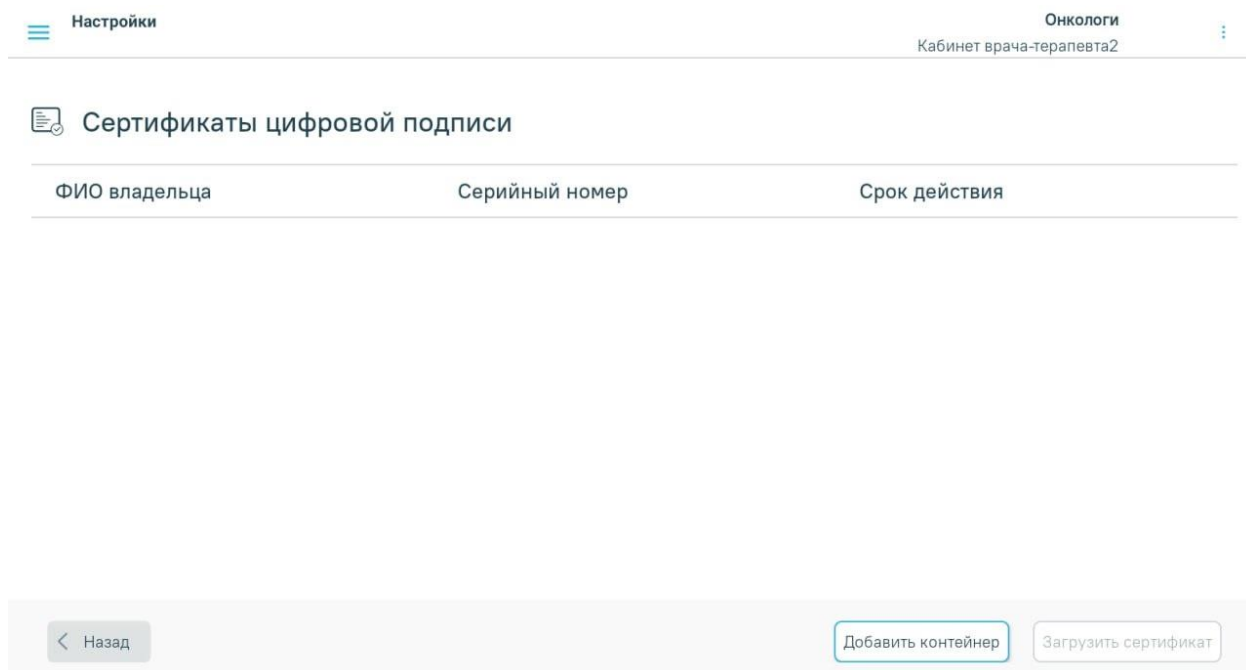 Настройки
Онкологи
Кабинет врача-терапевта2
Сертификаты цифровой подписи
ФИО владельца Серийный номер Срок действия
Назад Добавить контейнер Загрузить сертификат